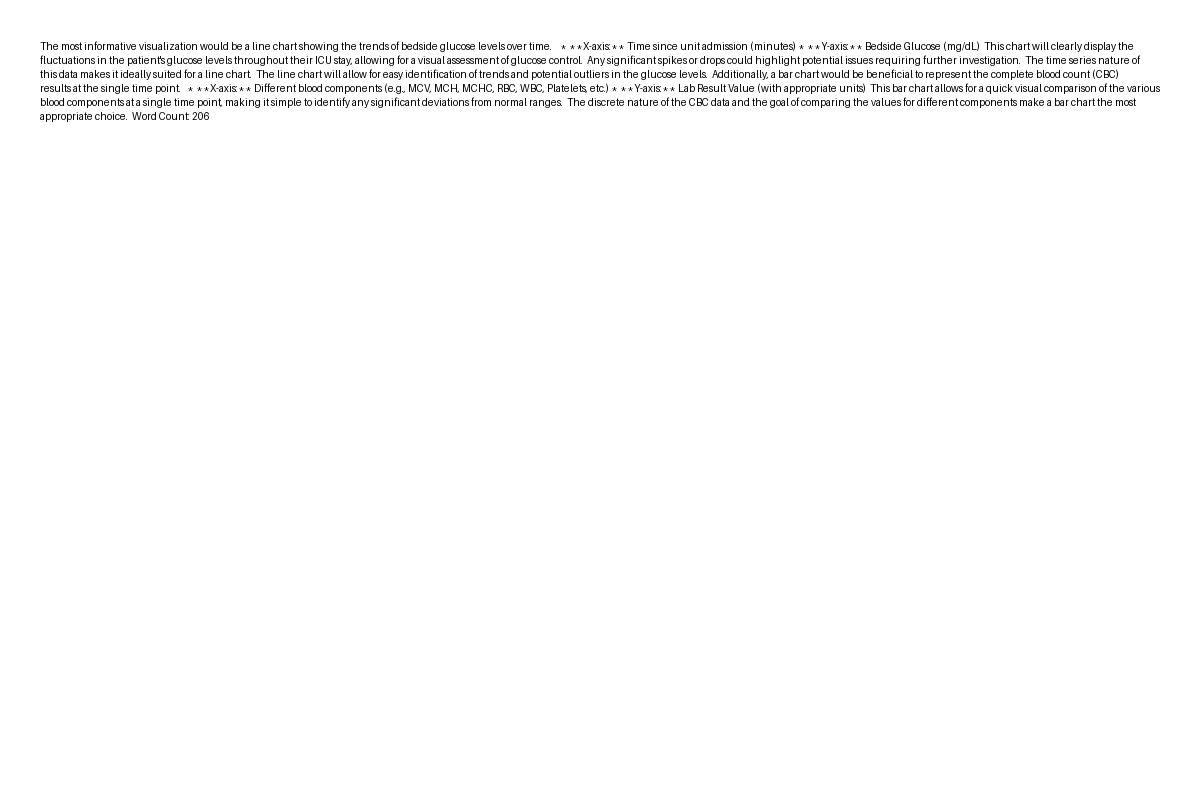 The most informative visualization would be a line chart showing the trends of bedside glucose levels over time.   * **X-axis:** Time since unit admission (minutes) * **Y-axis:** Bedside Glucose (mg/dL)  This chart will clearly display the
fluctuations in the patient's glucose levels throughout their ICU stay, allowing for a visual assessment of glucose control.  Any significant spikes or drops could highlight potential issues requiring further investigation.  The time series nature of
this data makes it ideally suited for a line chart.  The line chart will allow for easy identification of trends and potential outliers in the glucose levels.  Additionally, a bar chart would be beneficial to represent the complete blood count (CBC)
results at the single time point.   * **X-axis:** Different blood components (e.g., MCV, MCH, MCHC, RBC, WBC, Platelets, etc.) * **Y-axis:** Lab Result Value (with appropriate units)  This bar chart allows for a quick visual comparison of the various
blood components at a single time point, making it simple to identify any significant deviations from normal ranges.  The discrete nature of the CBC data and the goal of comparing the values for different components make a bar chart the most
appropriate choice.  Word Count: 206